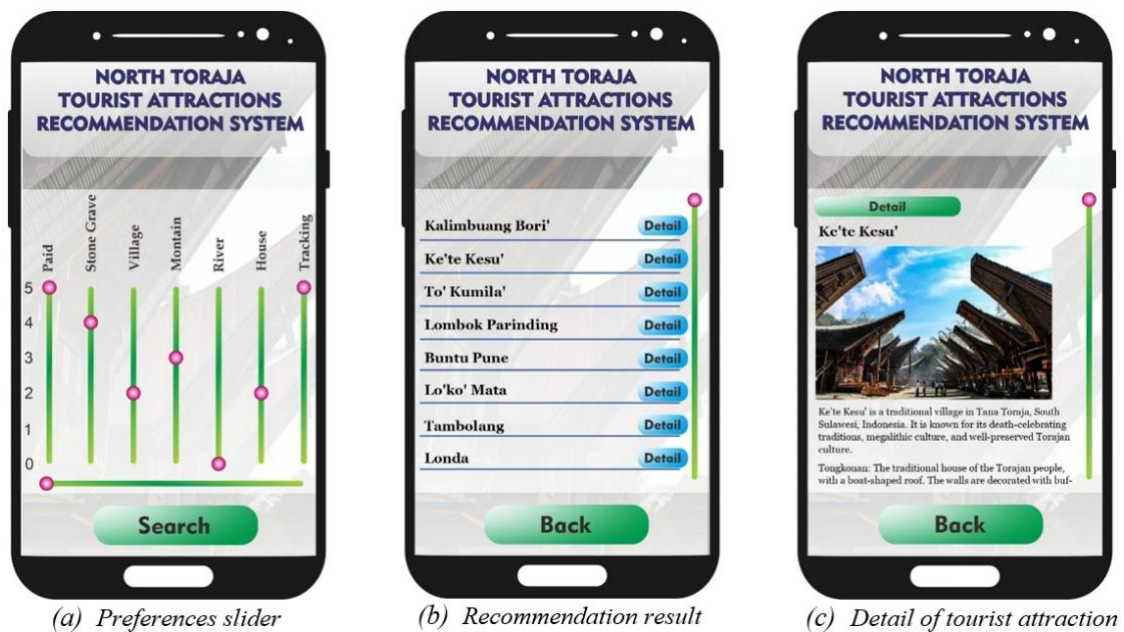 NORTH TORAJA
TOURIST ATTRACTIONS
RECOMMENDATION SYSTEM
Paid
Stone Grave
Village
Montain
River
House
Tracking
5
4
3
2
1
0
Search
(a) Preferences slider
NORTH TORAJA
TOURIST ATTRACTIONS
RECOMMENDATION SYSTEM
Kalimbuang Bori' Detail
Ke'te Kesu' Detail
To' Kumila' Detail
Lombok Parinding Detail
Buntu Pune Detail
Lo'ko' Mata Detail
Tambolang Detail
Londa Detail
Back
(b) Recommendation result
NORTH TORAJA
TOURIST ATTRACTIONS
RECOMMENDATION SYSTEM
Detail
Ke'te Kesu'
Ke'te Kesu' is a traditional village in Tana Toraja, South
Sulawesi, Indonesia. It is known for its death-celebrating
traditions, megalithic culture, and well-preserved Torajan
culture.
Tongkonan: The traditional house of the Torajan people,
with a boat-shaped roof. The walls are decorated with buf-
Back
(c) Detail of tourist attraction